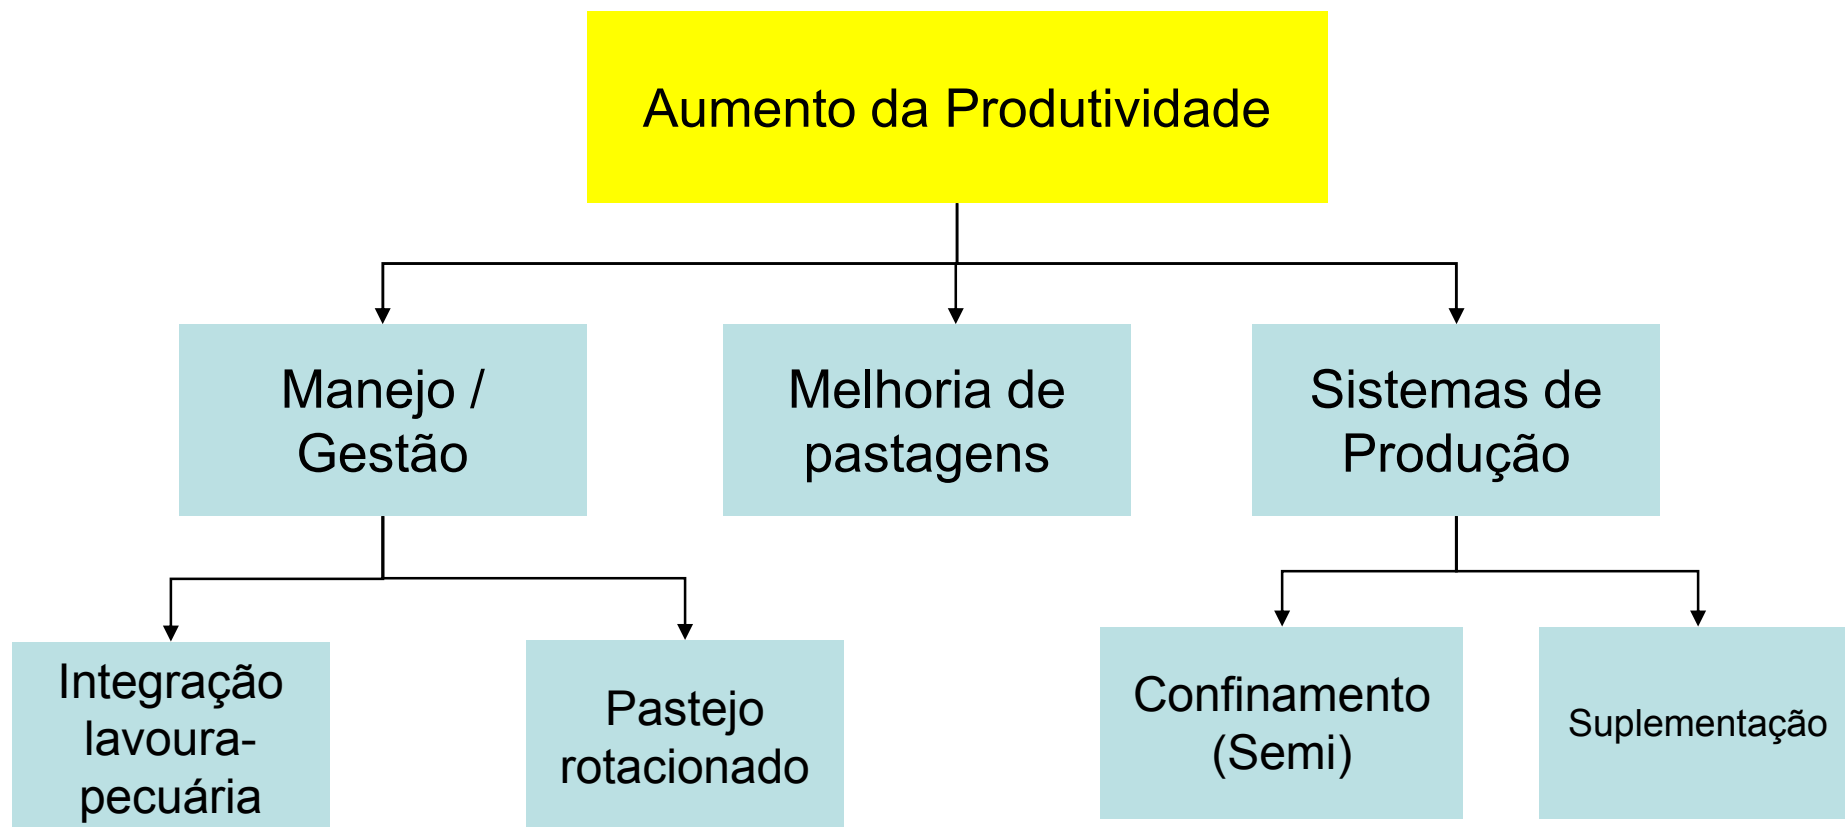 Aumento da Produtividade
Manejo /
Gestão
Melhoria de
pastagens
Sistemas de
Produção
Integração
lavoura-
pecuária
Pastejo
rotacionado
Confinamento
(Semi)
Suplementação